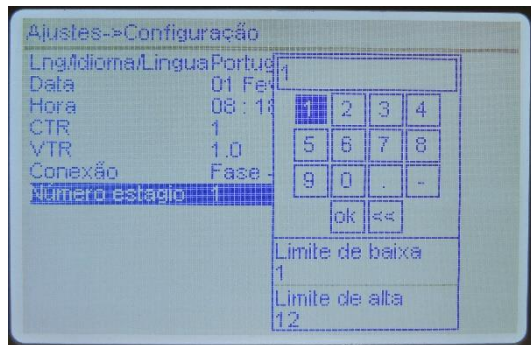 Ajustes->Configuração
Lng/Idioma/Lingua Portug
Data 01 Fev
Hora 08 : 18
CTR 1
VTR 1.0
Conexão Fase -
Número estagio 1
1
1 2 3 4
5 6 7 8
9 0 . -
ok <<
Limite de baixa
1
Limite de alta
12